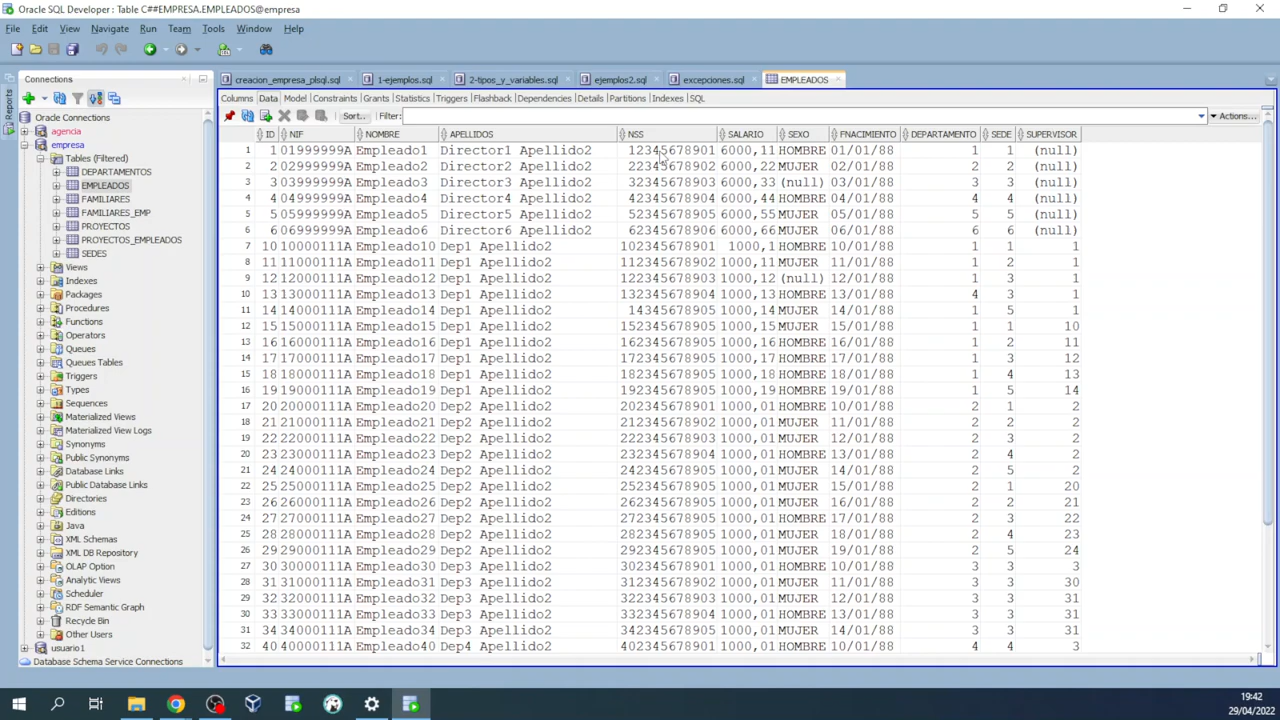 Oracle SQL Developer : Table C##EMPRESA.EMPLEADOS@empresa
File Edit View Navigate Run Team Tools Window Help
Reports
Connections
Oracle Connections
agencia
empresa
Tables (Filtered)
DEPARTAMENTOS
EMPLEADOS
FAMILIARES
FAMILIARES_EMP
PROYECTOS
PROYECTOS_EMPLEADOS
SEDES
Views
Indexes
Packages
Procedures
Functions
Operators
Queues
Queues Tables
Triggers
Types
Sequences
Materialized Views
Materialized View Logs
Synonyms
Public Synonyms
Database Links
Public Database Links
Directories
Editions
Java
XML Schemas
XML DB Repository
OLAP Option
Analytic Views
Scheduler
RDF Semantic Graph
Recycle Bin
Other Users
usuario1
Database Schema Service Connections
creacion_empresa_plsql.sql 1-ejemplos.sql 2-tipos_y_variables.sql ejemplos2.sql excepciones.sql EMPLEADOS
Columns Data Model Constraints Grants Statistics Triggers Flashback Dependencies Details Partitions Indexes SQL
Sort.. Filter: Actions...
ID NIF NOMBRE APELLIDOS NSS SALARIO SEXO FNACIMIENTO DEPARTAMENTO SEDE SUPERVISOR
1 1 01999999A Empleado1 Director1 Apellido2 12345678901 6000,11 HOMBRE 01/01/88 1 1 (null)
2 2 02999999A Empleado2 Director2 Apellido2 22345678902 6000,22 MUJER 02/01/88 2 2 (null)
3 3 03999999A Empleado3 Director3 Apellido2 32345678903 6000,33 (null) 03/01/88 3 3 (null)
4 4 04999999A Empleado4 Director4 Apellido2 42345678904 6000,44 HOMBRE 04/01/88 4 4 (null)
5 5 05999999A Empleado5 Director5 Apellido2 52345678905 6000,55 MUJER 05/01/88 5 5 (null)
6 6 06999999A Empleado6 Director6 Apellido2 62345678906 6000,66 MUJER 06/01/88 6 6 (null)
7 10 10000111A Empleado10 Dep1 Apellido2 102345678901 1000,1 HOMBRE 10/01/88 1 1 1
8 11 11000111A Empleado11 Dep1 Apellido2 112345678902 1000,11 MUJER 11/01/88 1 2 1
9 12 12000111A Empleado12 Dep1 Apellido2 122345678903 1000,12 (null) 12/01/88 1 3 1
10 13 13000111A Empleado13 Dep1 Apellido2 132345678904 1000,13 HOMBRE 13/01/88 4 3 1
11 14 14000111A Empleado14 Dep1 Apellido2 14345678905 1000,14 MUJER 14/01/88 1 5 1
12 15 15000111A Empleado15 Dep1 Apellido2 152345678901 1000,15 MUJER 15/01/88 1 1 10
13 16 16000111A Empleado16 Dep1 Apellido2 162345678902 1000,16 HOMBRE 16/01/88 1 2 11
14 17 17000111A Empleado17 Dep1 Apellido2 172345678903 1000,17 HOMBRE 17/01/88 1 3 12
15 18 18000111A Empleado18 Dep1 Apellido2 182345678904 1000,18 HOMBRE 18/01/88 1 4 13
16 19 19000111A Empleado19 Dep1 Apellido2 192345678905 1000,19 HOMBRE 19/01/88 1 5 14
17 20 20000111A Empleado20 Dep2 Apellido2 202345678901 1000,01 HOMBRE 10/01/88 2 1 2
18 21 21000111A Empleado21 Dep2 Apellido2 212345678902 1000,01 MUJER 11/01/88 2 2 2
19 22 22000111A Empleado22 Dep2 Apellido2 222345678903 1000,01 HOMBRE 12/01/88 2 3 2
20 23 23000111A Empleado23 Dep2 Apellido2 232345678904 1000,01 HOMBRE 13/01/88 2 4 2
21 24 24000111A Empleado24 Dep2 Apellido2 242345678905 1000,01 MUJER 14/01/88 2 5 2
22 25 25000111A Empleado25 Dep2 Apellido2 252345678901 1000,01 HOMBRE 15/01/88 2 1 20
23 26 26000111A Empleado26 Dep2 Apellido2 262345678902 1000,01 MUJER 16/01/88 2 2 21
24 27 27000111A Empleado27 Dep2 Apellido2 272345678903 1000,01 HOMBRE 17/01/88 2 3 22
25 28 28000111A Empleado28 Dep2 Apellido2 282345678905 1000,01 MUJER 18/01/88 2 4 23
26 29 29000111A Empleado29 Dep2 Apellido2 292345678905 1000,01 MUJER 19/01/88 2 5 24
27 30 30000111A Empleado30 Dep3 Apellido2 302345678901 1000,01 HOMBRE 10/01/88 3 3 3
28 31 31000111A Empleado31 Dep3 Apellido2 312345678902 1000,01 MUJER 11/01/88 3 3 30
29 32 32000111A Empleado32 Dep3 Apellido2 322345678903 1000,01 MUJER 12/01/88 3 3 31
30 33 33000111A Empleado33 Dep3 Apellido2 332345678904 1000,01 HOMBRE 13/01/88 3 3 31
31 34 34000111A Empleado34 Dep3 Apellido2 342345678905 1000,01 MUJER 14/01/88 3 3 31
32 40 40000111A Empleado40 Dep4 Apellido2 402345678901 1000,01 HOMBRE 10/01/88 4 4 3
19:42
29/04/2022